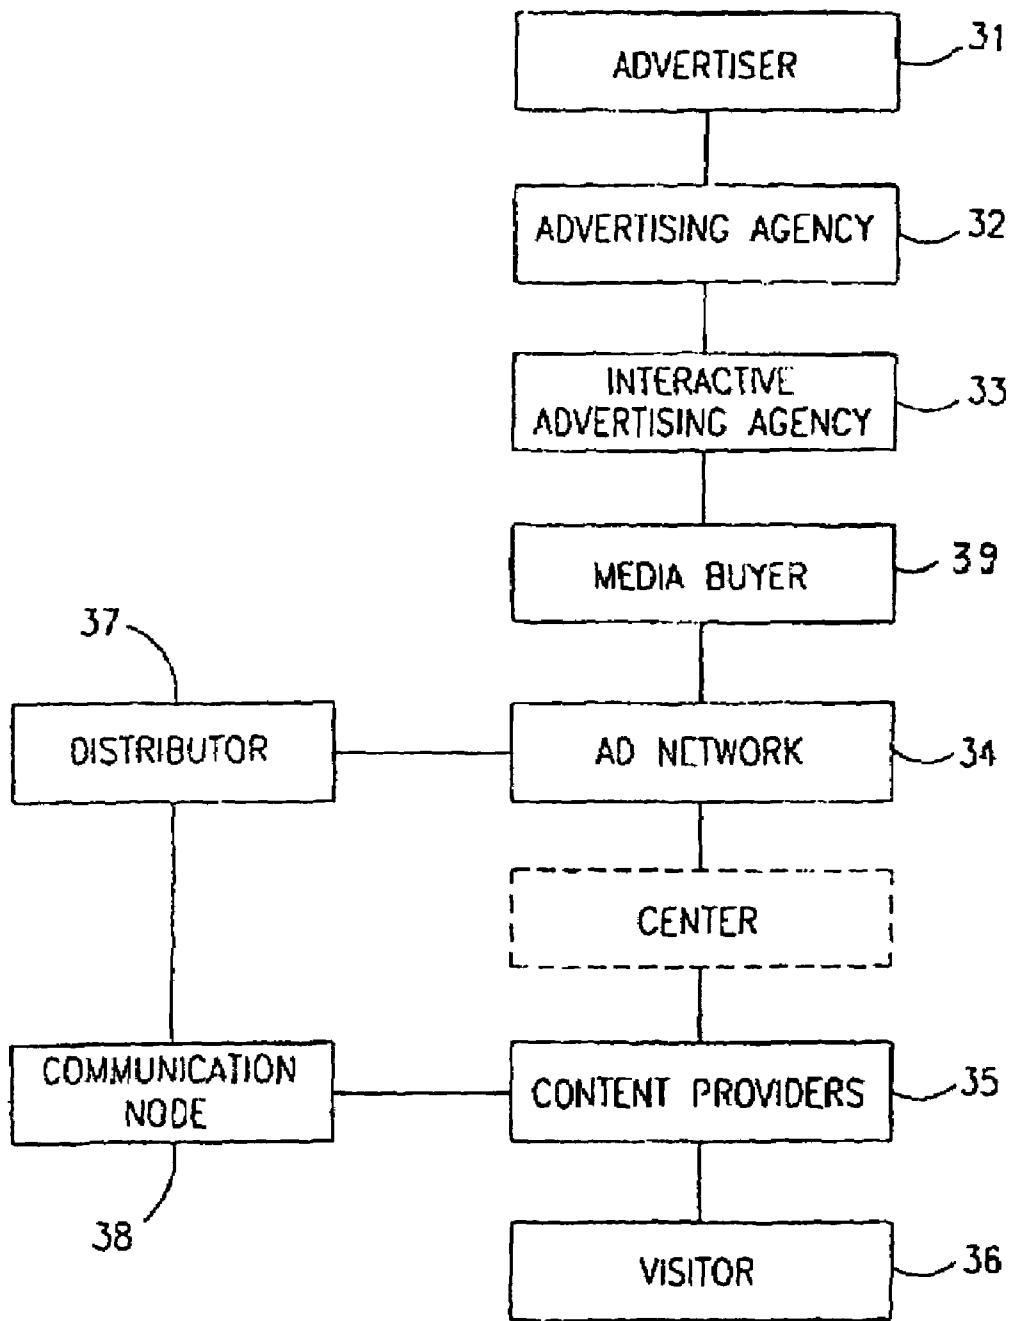 ADVERTISER
31
ADVERTISING AGENCY
32
INTERACTIVE
ADVERTISING AGENCY
33
MEDIA BUYER
39
37
DISTRIBUTOR
AD NETWORK
34
CENTER
COMMUNICATION
NODE
CONTENT PROVIDERS
35
38
VISITOR
36